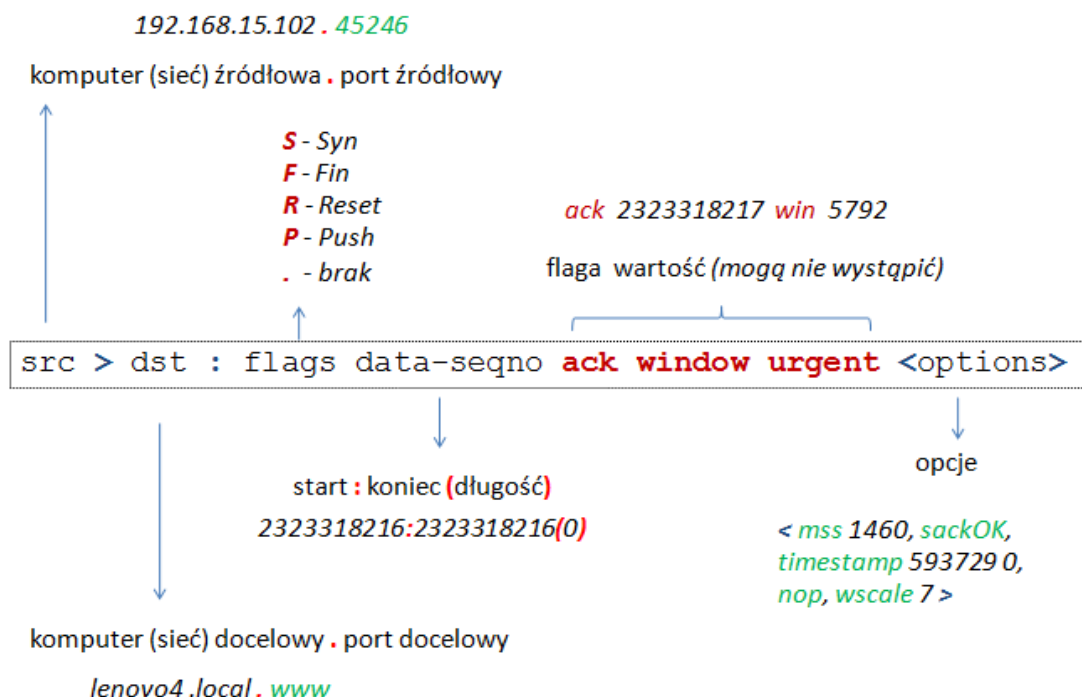 192.168.15.102 . 45246
komputer (sieć) źródłowa . port źródłowy
S - Syn
F - Fin
R - Reset
P - Push
. - brak
ack 2323318217 win 5792
flaga wartość (mogą nie wystąpić)
src > dst : flags data-seqno ack window urgent <options>
start : koniec (długość)
2323318216:2323318216(0)
opcje
< mss 1460, sackOK,
timestamp 593729 0,
nop, wscale 7 >
komputer (sieć) docelowy . port docelowy
lenovo4 .local . www